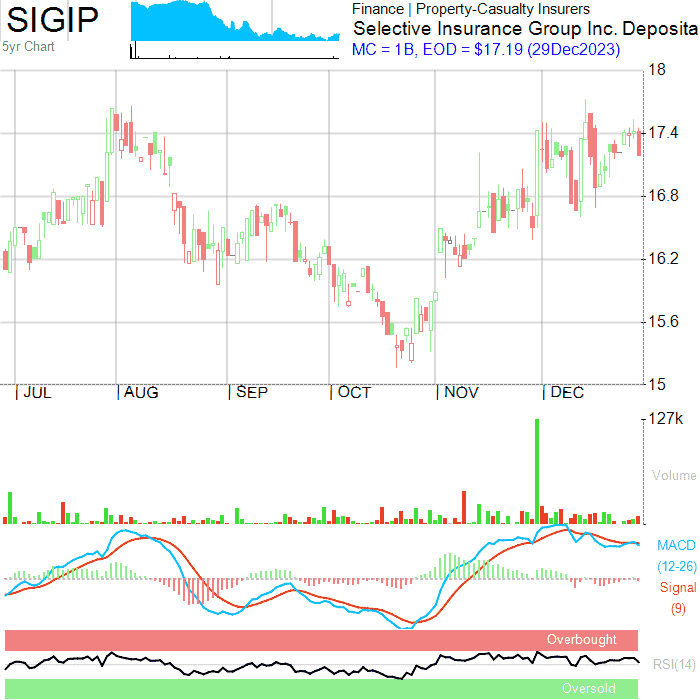 SIGIP
5yr Chart
Finance | Property-Casualty Insurers
Selective Insurance Group Inc. Deposita
MC = 1B, EOD = $17.19 (29Dec2023)
18
17.4
16.8
16.2
15.6
15
JUL
AUG
SEP
OCT
NOV
DEC
127k
Volume
MACD
(12-26)
Signal
(9)
Overbought
RSI(14)
Oversold